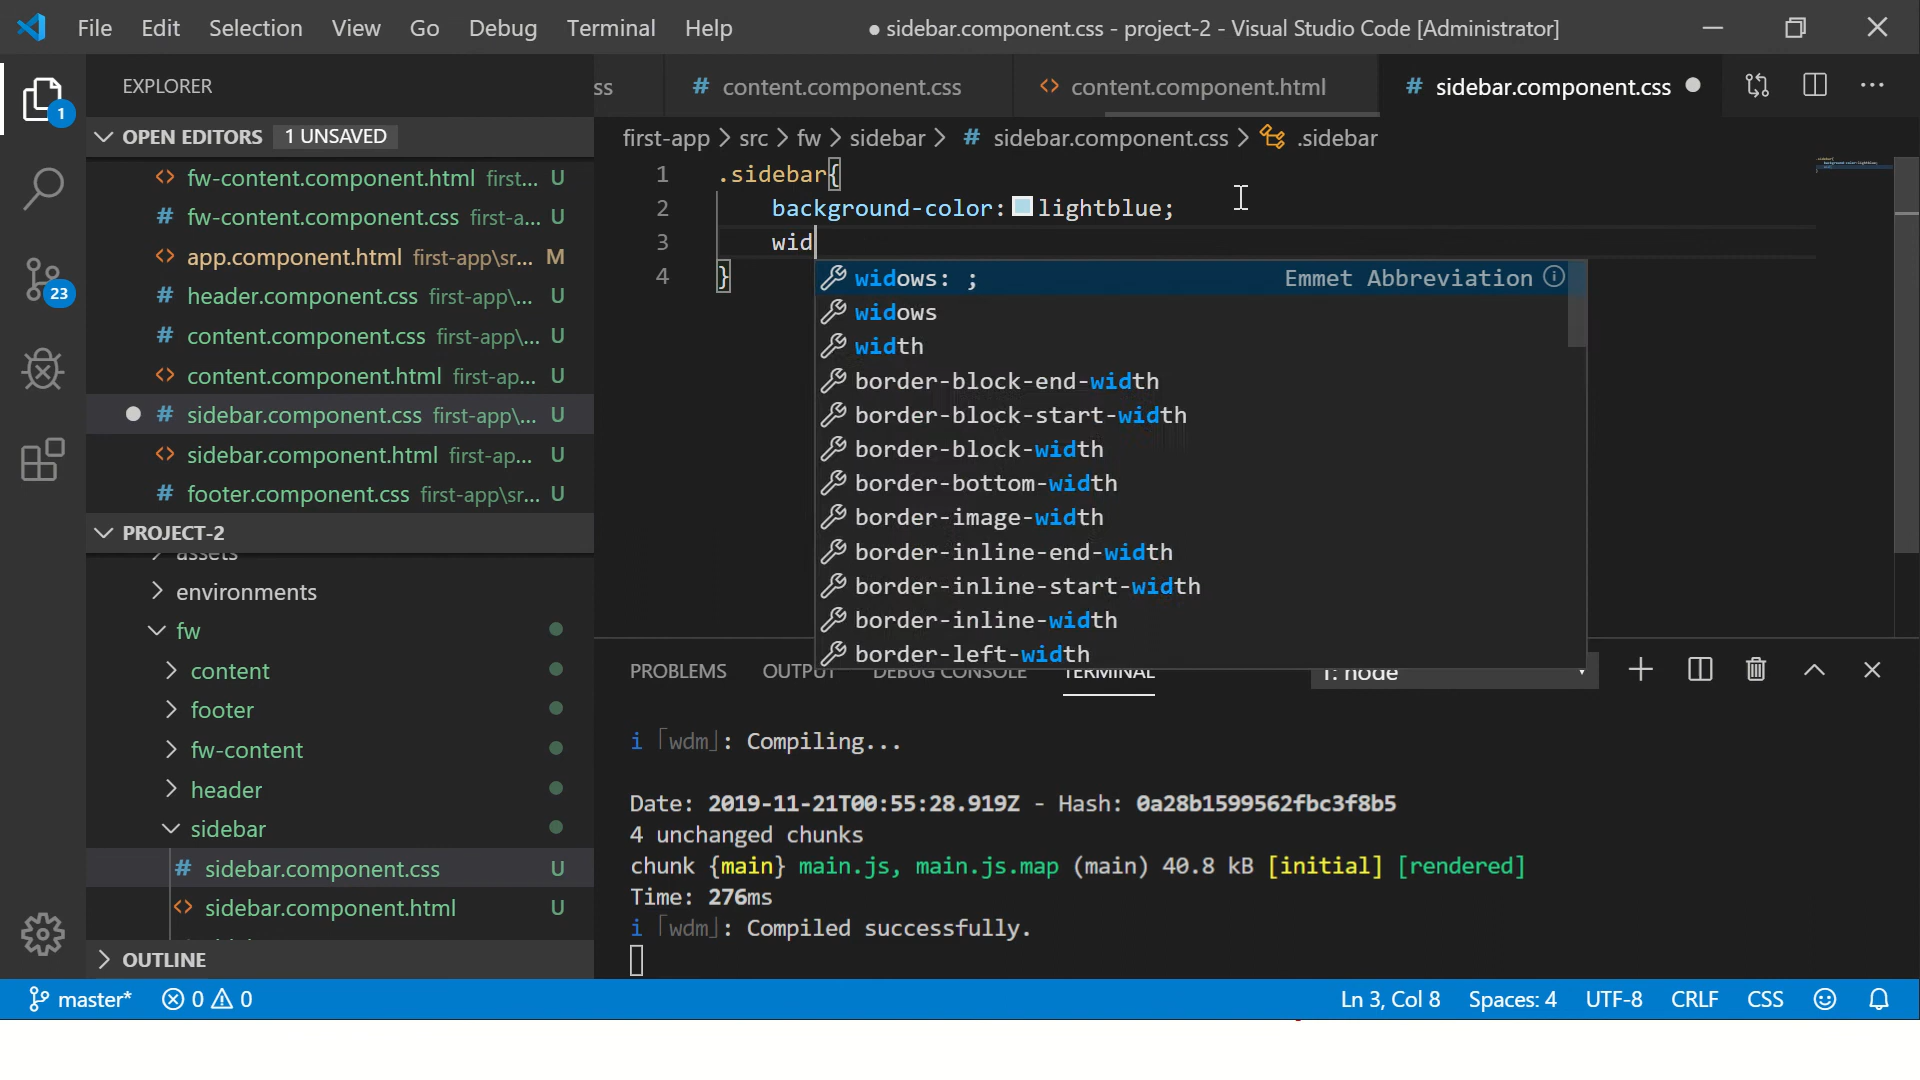 File Edit Selection View Go Debug Terminal Help
● sidebar.component.css - project-2 - Visual Studio Code [Administrator]
EXPLORER
1
OPEN EDITORS 1 UNSAVED
fw-content.component.html first... U
fw-content.component.css first-a... U
app.component.html first-app\sr... M
header.component.css first-app\... U
content.component.css first-app\... U
content.component.html first-ap... U
sidebar.component.css first-app\... U
sidebar.component.html first-ap... U
footer.component.css first-app\sr... U
23
PROJECT-2
assets
environments
fw
content
footer
fw-content
header
sidebar
sidebar.component.css U
sidebar.component.html U
OUTLINE
ss # content.component.css <> content.component.html # sidebar.component.css
first-app > src > fw > sidebar > # sidebar.component.css > .sidebar
1 .sidebar{
2 background-color: lightblue;
3 wid
4 }
widows: ; Emmet Abbreviation
widows
width
border-block-end-width
border-block-start-width
border-block-width
border-bottom-width
border-image-width
border-inline-end-width
border-inline-start-width
border-inline-width
border-left-width
PROBLEMS OUTPUT DEBUG CONSOLE TERMINAL 1: node
i ｢wdm｣: Compiling...
Date: 2019-11-21T00:55:28.919Z - Hash: 0a28b1599562fbc3f8b5
4 unchanged chunks
chunk {main} main.js, main.js.map (main) 40.8 kB [initial] [rendered]
Time: 276ms
i ｢wdm｣: Compiled successfully.
master* 0 0 Ln 3, Col 8 Spaces: 4 UTF-8 CRLF CSS